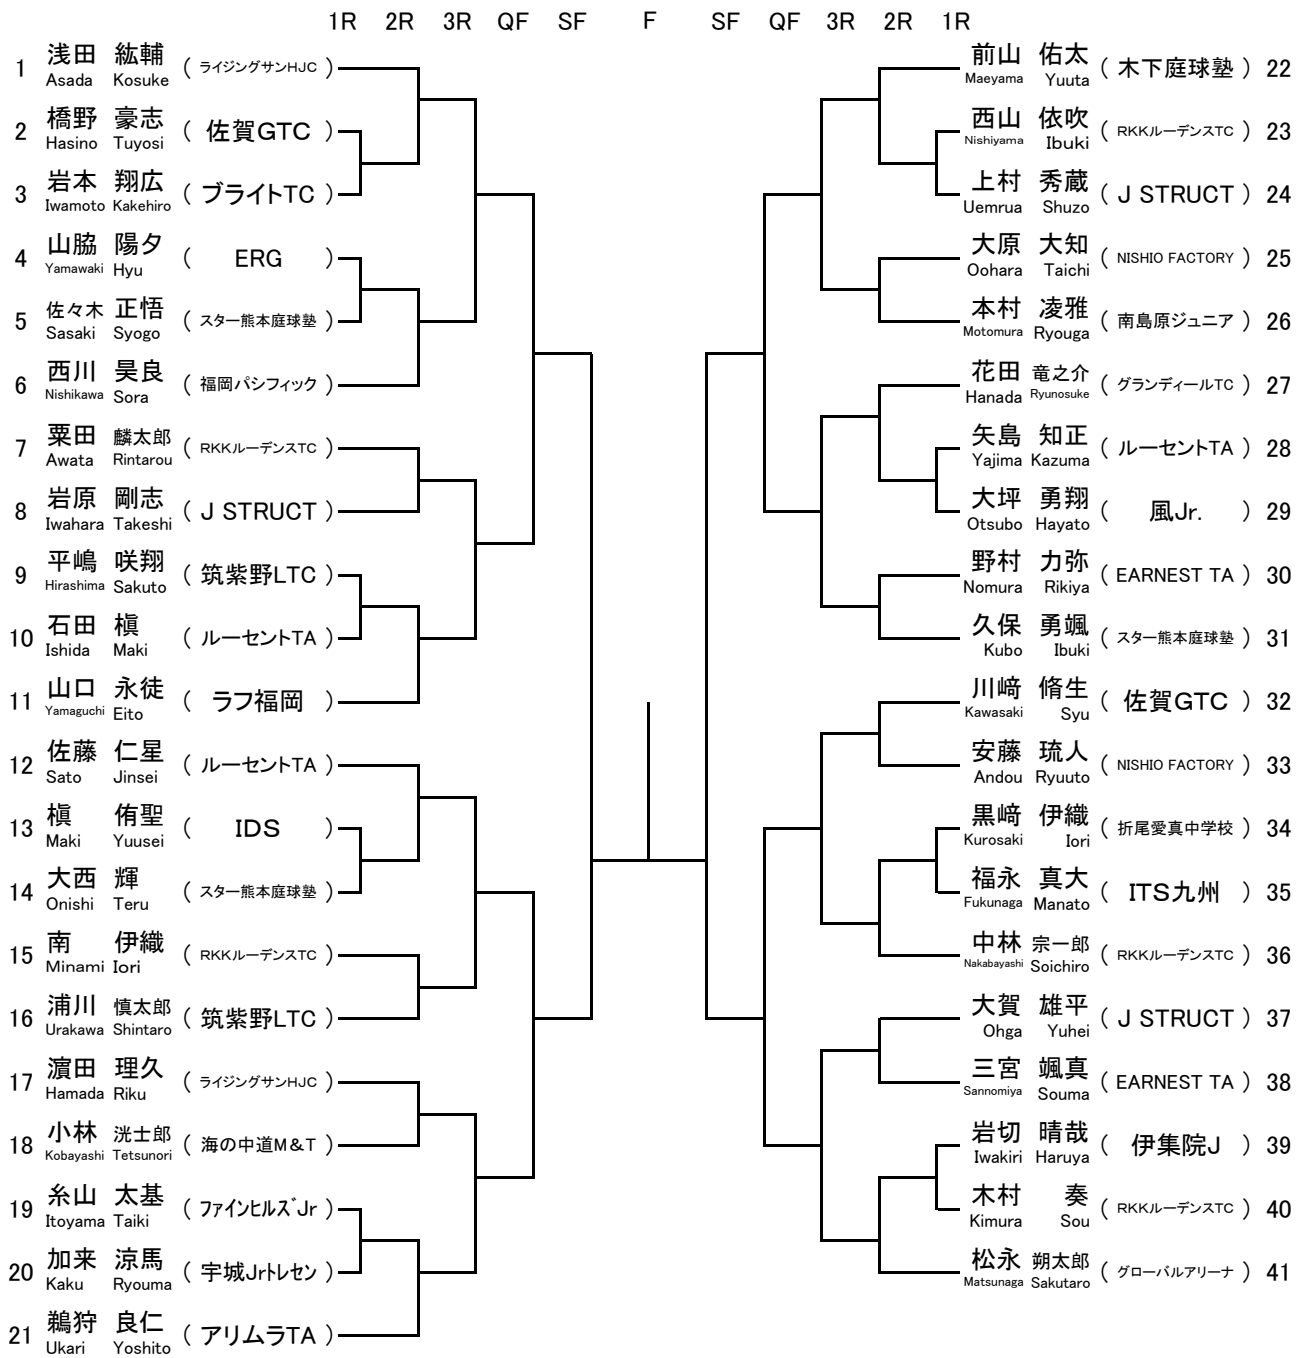 1R 2R 3R QF SF F SF QF 3R 2R 1R
1 浅田 紘輔 ( ライジングサンHJC )
Asada Kosuke
2 橋野 豪志 ( 佐賀GTC )
Hasino Tuyosi
3 岩本 翔広 ( ブライトTC )
Iwamoto Kakehiro
4 山脇 陽夕 ( ERG )
Yamawaki Hyu
5 佐々木 正悟 ( スター熊本庭球塾 )
Sasaki Syogo
6 西川 昊良 ( 福岡パシフィック )
Nishikawa Sora
7 粟田 麟太郎 ( RKKルーデンスTC )
Awata Rintarou
8 岩原 剛志 ( J STRUCT )
Iwahara Takeshi
9 平嶋 咲翔 ( 筑紫野LTC )
Hirashima Sakuto
10 石田 槇 ( ルーセントTA )
Ishida Maki
11 山口 永徒 ( ラフ福岡 )
Yamaguchi Eito
12 佐藤 仁星 ( ルーセントTA )
Sato Jinsei
13 槇 侑聖 ( IDS )
Maki Yuusei
14 大西 輝 ( スター熊本庭球塾 )
Onishi Teru
15 南 伊織 ( RKKルーデンスTC )
Minami Iori
16 浦川 慎太郎 ( 筑紫野LTC )
Urakawa Shintaro
17 濵田 理久 ( ライジングサンHJC )
Hamada Riku
18 小林 洸士郎 ( 海の中道M&T )
Kobayashi Tetsunori
19 糸山 太基 ( ファインヒルズJr )
Itoyama Taiki
20 加来 涼馬 ( 宇城Jrトレセン )
Kaku Ryouma
21 鵜狩 良仁 ( アリムラTA )
Ukari Yoshito
前山 佑太 ( 木下庭球塾 ) 22
Maeyama Yuuta
西山 依吹 ( RKKルーデンスTC ) 23
Nishiyama Ibuki
上村 秀蔵 ( J STRUCT ) 24
Uemrua Shuzo
大原 大知 ( NISHIO FACTORY ) 25
Oohara Taichi
本村 凌雅 ( 南島原ジュニア ) 26
Motomura Ryouga
花田 竜之介 ( グランディールTC ) 27
Hanada Ryunosuke
矢島 知正 ( ルーセントTA ) 28
Yajima Kazuma
大坪 勇翔 ( 風Jr. ) 29
Otsubo Hayato
野村 力弥 ( EARNEST TA ) 30
Nomura Rikiya
久保 勇颯 ( スター熊本庭球塾 ) 31
Kubo Ibuki
川﨑 脩生 ( 佐賀GTC ) 32
Kawasaki Syu
安藤 琉人 ( NISHIO FACTORY ) 33
Andou Ryuuto
黒﨑 伊織 ( 折尾愛真中学校 ) 34
Kurosaki Iori
福永 真大 ( ITS九州 ) 35
Fukunaga Manato
中林 宗一郎 ( RKKルーデンスTC ) 36
Nakabayashi Soichiro
大賀 雄平 ( J STRUCT ) 37
Ohga Yuhei
三宮 颯真 ( EARNEST TA ) 38
Sannomiya Souma
岩切 晴哉 ( 伊集院J ) 39
Iwakiri Haruya
木村 奏 ( RKKルーデンスTC ) 40
Kimura Sou
松永 朔太郎 ( グローバルアリーナ ) 41
Matsunaga Sakutaro